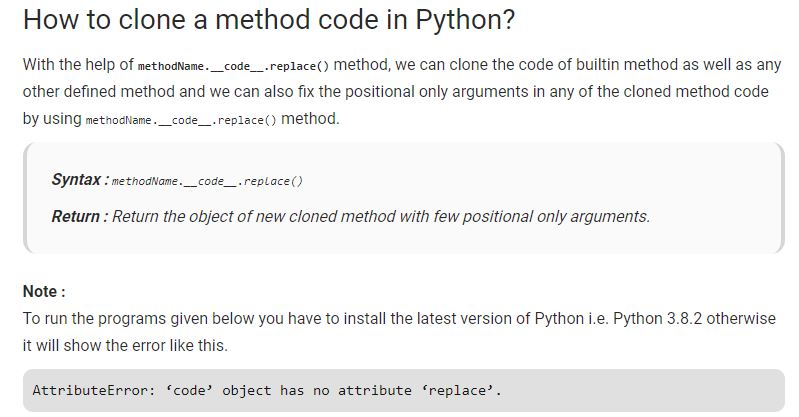 How to clone a method code in Python?
With the help of methodName.__code__.replace() method, we can clone the code of builtin method as well as any
other defined method and we can also fix the positional only arguments in any of the cloned method code
by using methodName.__code__.replace() method.
Syntax : methodName.__code__.replace()
Return : Return the object of new cloned method with few positional only arguments.
Note :
To run the programs given below you have to install the latest version of Python i.e. Python 3.8.2 otherwise
it will show the error like this.
AttributeError: ‘code’ object has no attribute ‘replace’.